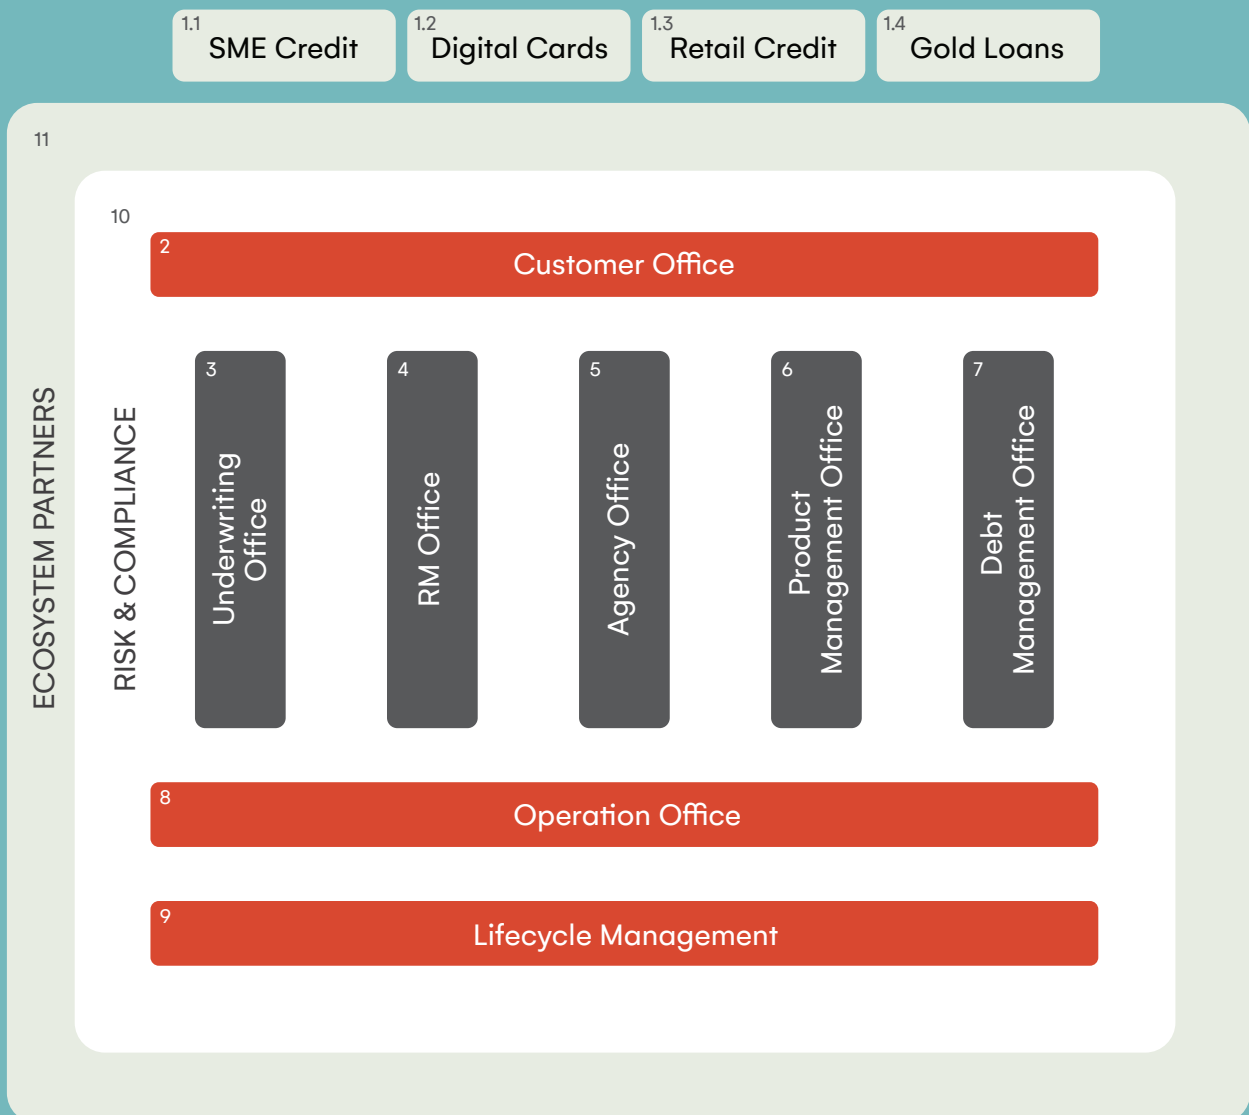 1.1
SME Credit
1.2
Digital Cards
1.3
Retail Credit
1.4
Gold Loans
11
ECOSYSTEM PARTNERS
10
RISK & COMPLIANCE
2
Customer Office
3
Underwriting
Office
4
RM Office
5
Agency Office
6
Product
Management Office
7
Debt
Management Office
8
Operation Office
9
Lifecycle Management